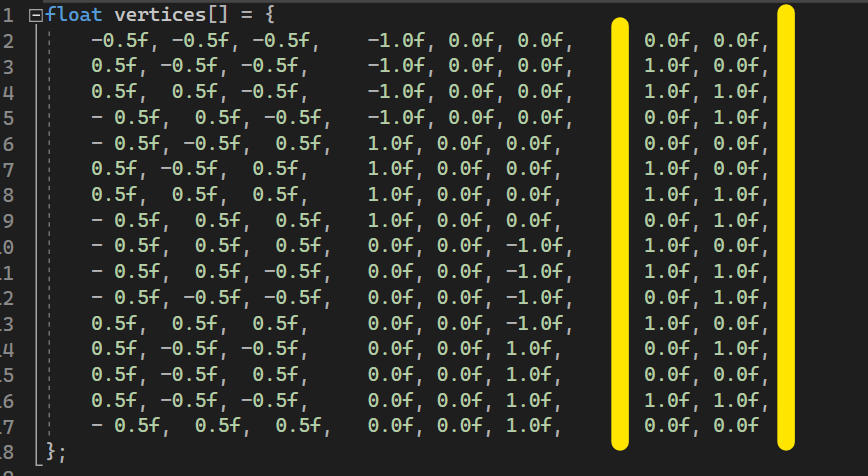 1 float vertices[] = {
2 -0.5f, -0.5f, -0.5f, -1.0f, 0.0f, 0.0f, 0.0f, 0.0f,
3 0.5f, -0.5f, -0.5f, -1.0f, 0.0f, 0.0f, 1.0f, 0.0f,
4 0.5f, 0.5f, -0.5f, -1.0f, 0.0f, 0.0f, 1.0f, 1.0f,
5 - 0.5f, 0.5f, -0.5f, -1.0f, 0.0f, 0.0f, 0.0f, 1.0f,
6 - 0.5f, -0.5f, 0.5f, 1.0f, 0.0f, 0.0f, 0.0f, 0.0f,
7 0.5f, -0.5f, 0.5f, 1.0f, 0.0f, 0.0f, 1.0f, 0.0f,
8 0.5f, 0.5f, 0.5f, 1.0f, 0.0f, 0.0f, 1.0f, 1.0f,
9 - 0.5f, 0.5f, 0.5f, 1.0f, 0.0f, 0.0f, 0.0f, 1.0f,
10 - 0.5f, 0.5f, 0.5f, 0.0f, 0.0f, -1.0f, 1.0f, 0.0f,
11 - 0.5f, 0.5f, -0.5f, 0.0f, 0.0f, -1.0f, 1.0f, 1.0f,
12 - 0.5f, -0.5f, -0.5f, 0.0f, 0.0f, -1.0f, 0.0f, 1.0f,
13 0.5f, 0.5f, 0.5f, 0.0f, 0.0f, -1.0f, 1.0f, 0.0f,
14 0.5f, -0.5f, -0.5f, 0.0f, 0.0f, 1.0f, 0.0f, 1.0f,
15 0.5f, -0.5f, 0.5f, 0.0f, 0.0f, 1.0f, 0.0f, 0.0f,
16 0.5f, -0.5f, -0.5f, 0.0f, 0.0f, 1.0f, 1.0f, 1.0f,
17 - 0.5f, 0.5f, 0.5f, 0.0f, 0.0f, 1.0f, 0.0f, 0.0f
18 };